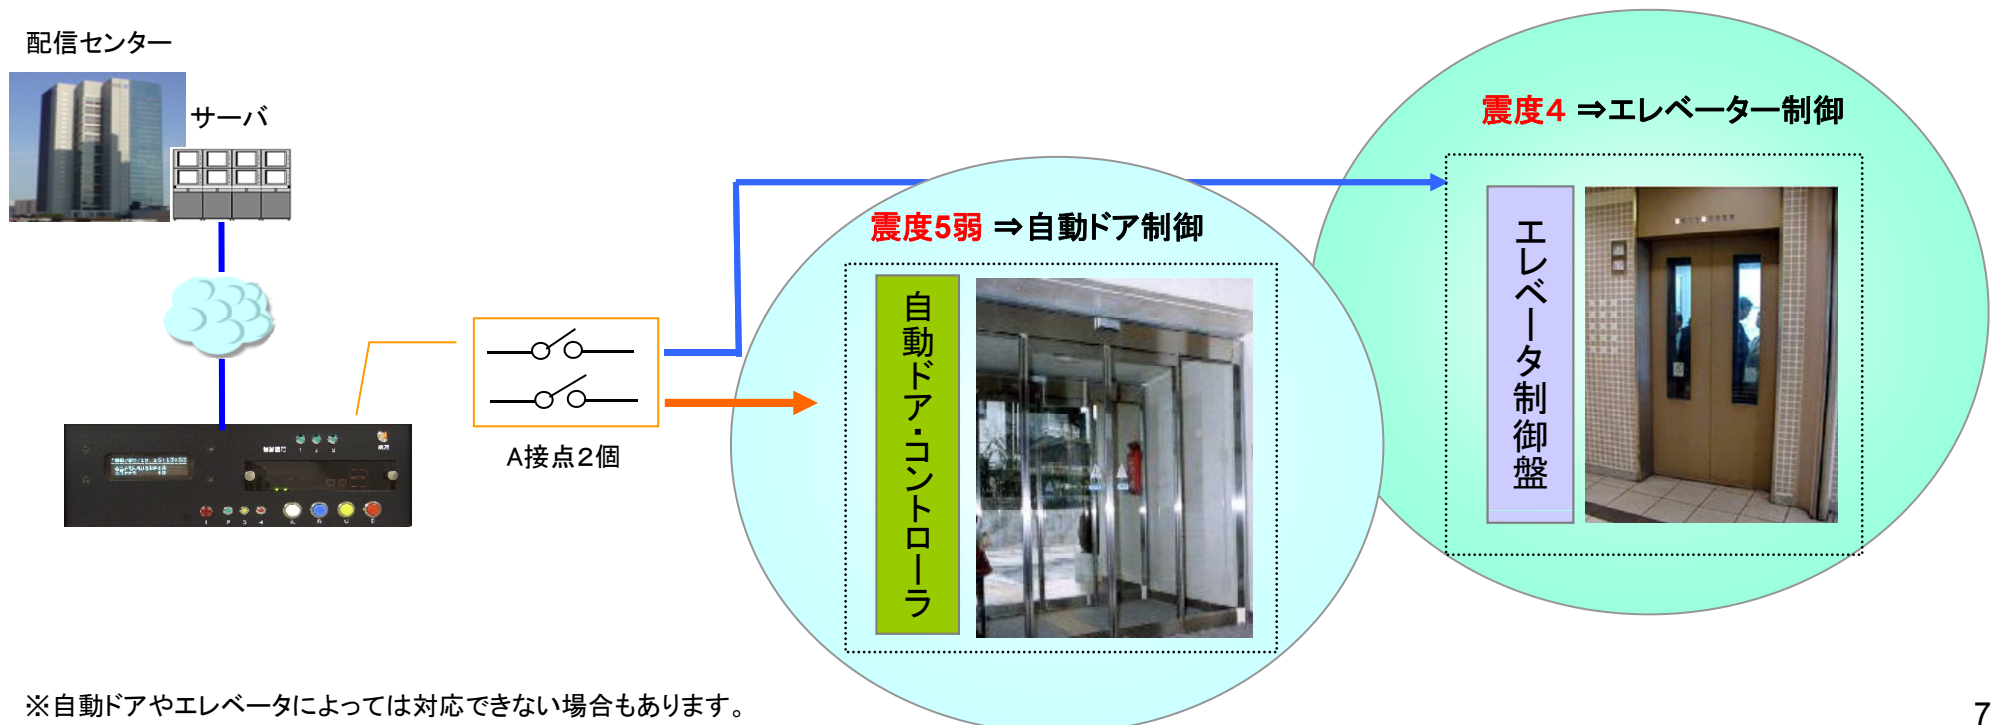 配信センター
サーバ
震度4 ⇒エレベーター制御
震度5弱 ⇒自動ドア制御
エレベータ制御盤
自動ドア・コントローラ
A接点2個
※自動ドアやエレベータによっては対応できない場合もあります。
7